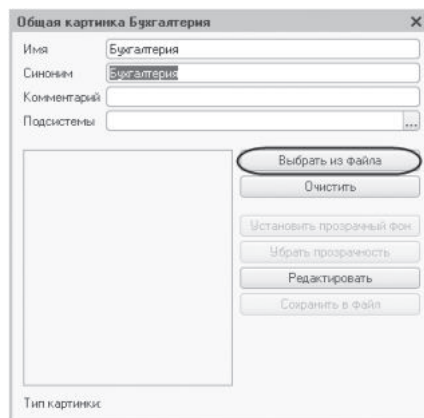 Общая картинка Бухгалтерия
Имя Бухгалтерия
Синоним Бухгалтерия
Комментарий
Подсистемы ...
Выбрать из файла
Очистить
Установить прозрачный фон
Убрать прозрачность
Редактировать
Сохранить в файл
Тип картинки: